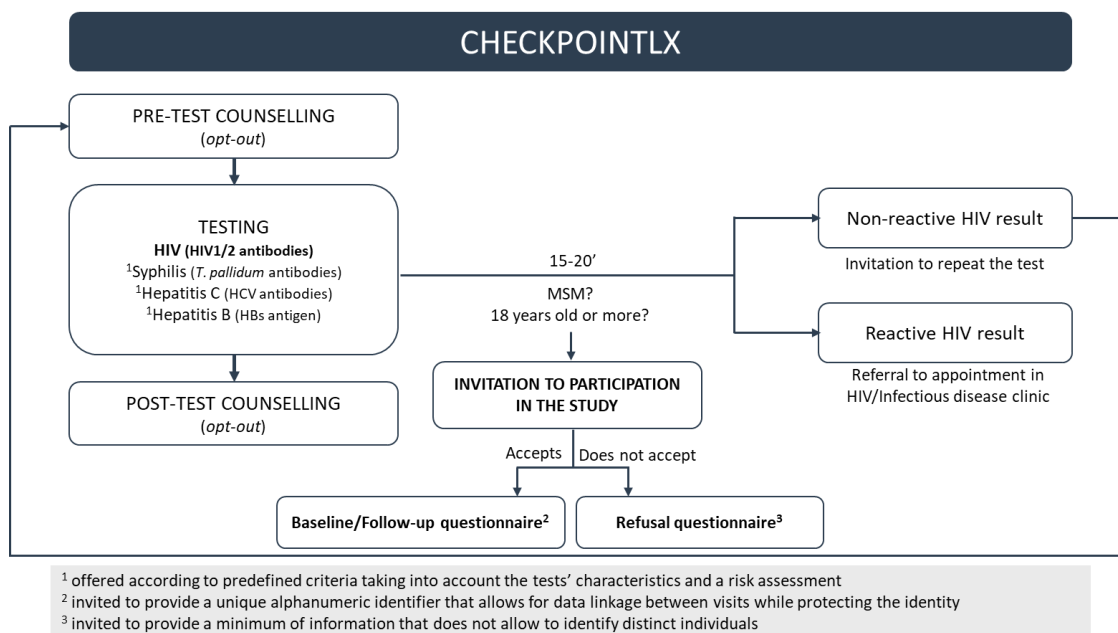 CHECKPOINTLX
PRE-TEST COUNSELLING
(opt-out)
TESTING
HIV (HIV1/2 antibodies)
¹Syphilis (T. pallidum antibodies)
¹Hepatitis C (HCV antibodies)
¹Hepatitis B (HBs antigen)
POST-TEST COUNSELLING
(opt-out)
15-20’
MSM?
18 years old or more?
INVITATION TO PARTICIPATION
IN THE STUDY
Accepts
Does not accept
Baseline/Follow-up questionnaire²
Refusal questionnaire³
Non-reactive HIV result
Invitation to repeat the test
Reactive HIV result
Referral to appointment in
HIV/Infectious disease clinic
¹ offered according to predefined criteria taking into account the tests’ characteristics and a risk assessment
² invited to provide a unique alphanumeric identifier that allows for data linkage between visits while protecting the identity
³ invited to provide a minimum of information that does not allow to identify distinct individuals